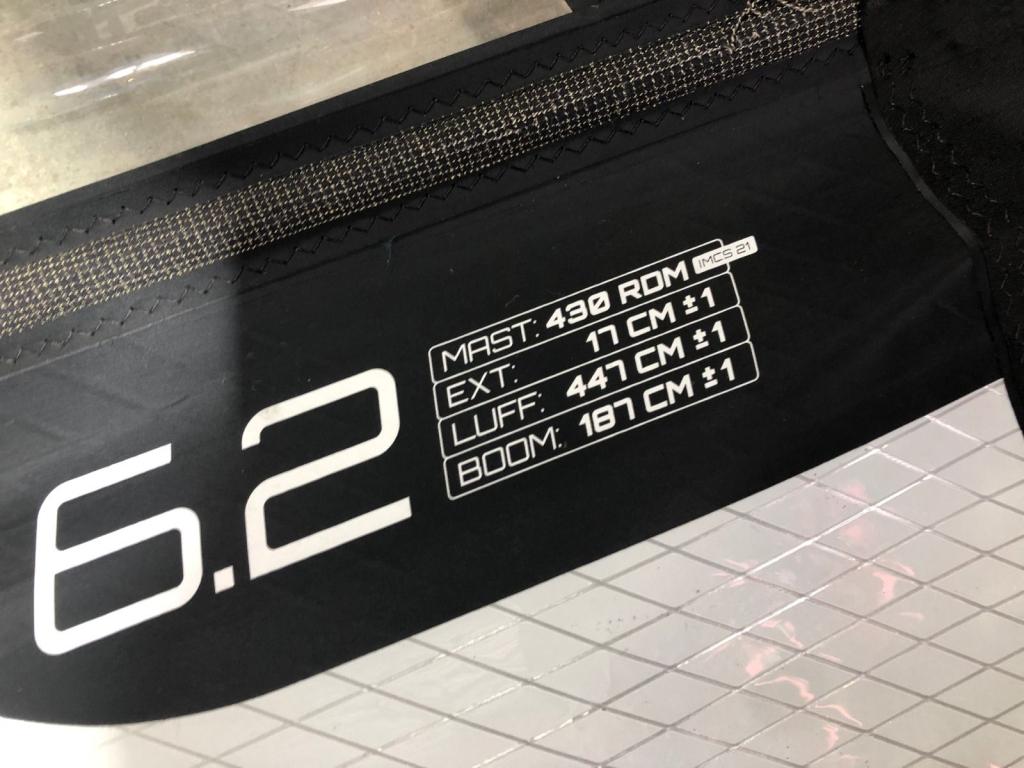 6.2
MAST: 430 RDM IMCS 21
EXT: 17 CM ±1
LUFF: 447 CM ±1
BOOM: 187 CM ±1